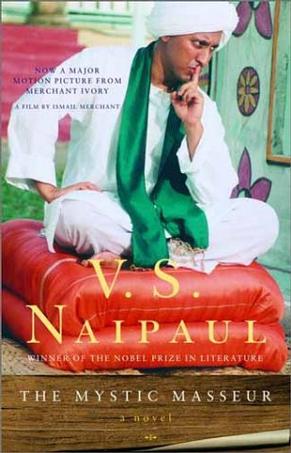 NOW A MAJOR
MOTION PICTURE FROM
MERCHANT IVORY
A FILM BY ISMAIL MERCHANT
V. S.
NAIPAUL
WINNER OF THE NOBEL PRIZE IN LITERATURE
THE MYSTIC MASSEUR
a novel